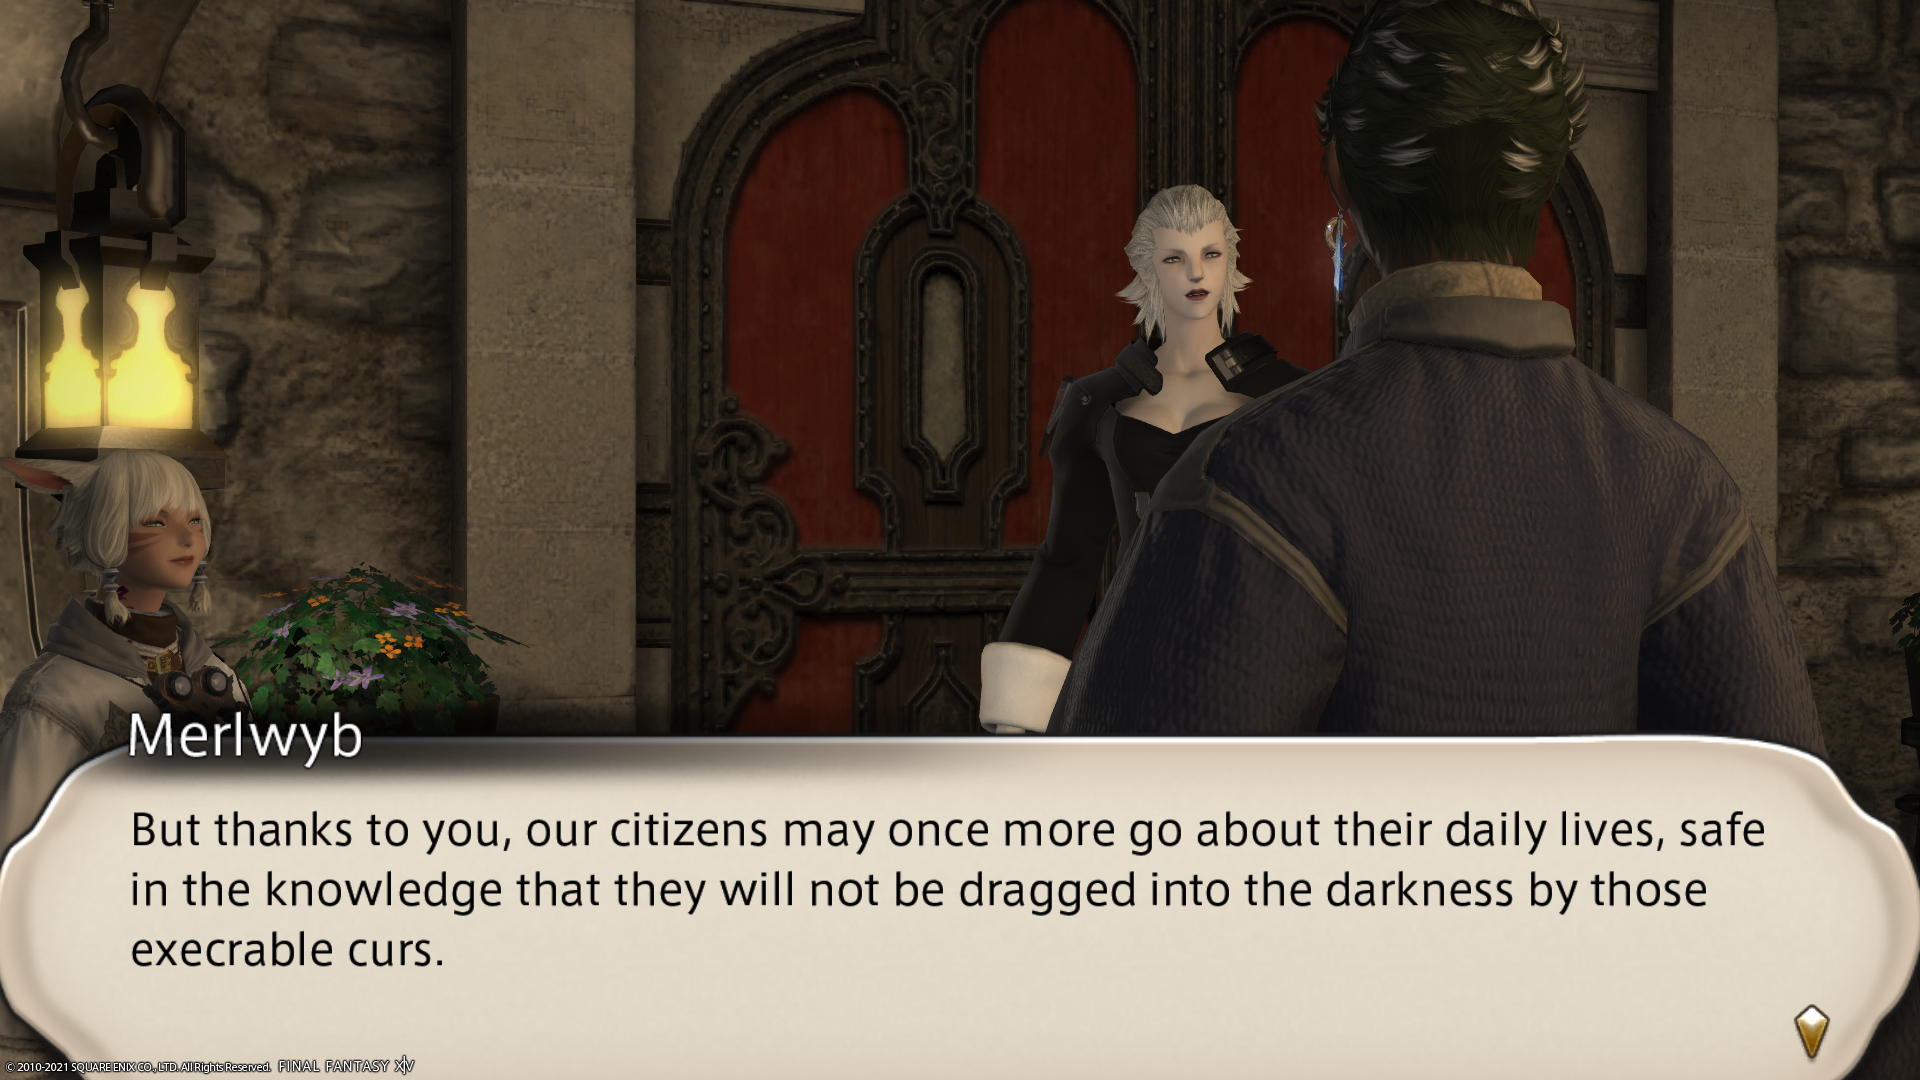 Merlwyb
But thanks to you, our citizens may once more go about their daily lives, safe
in the knowledge that they will not be dragged into the darkness by those
execrable curs.
© 2010-2021 SQUARE ENIX CO., LTD. All Rights Reserved. FINAL FANTASY XIV